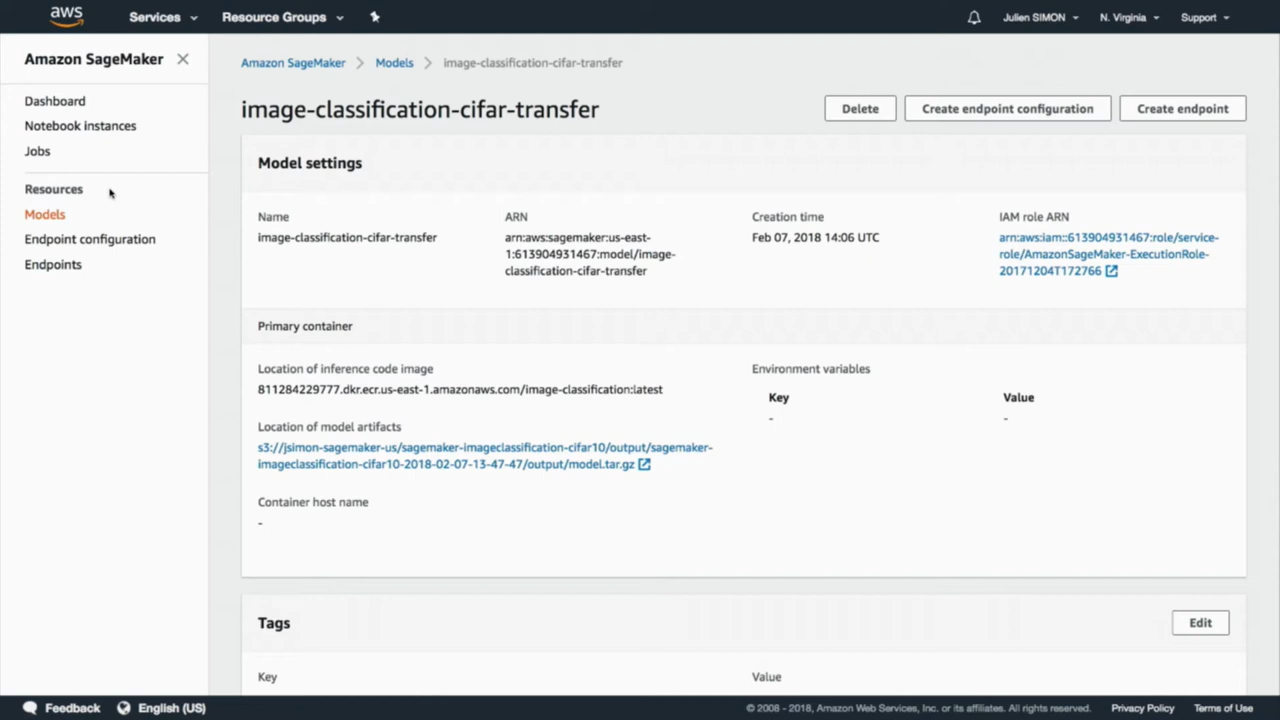 aws Services Resource Groups Julien SIMON N. Virginia Support
Amazon SageMaker
Dashboard
Notebook instances
Jobs
Resources
Models
Endpoint configuration
Endpoints
Amazon SageMaker Models image-classification-cifar-transfer
image-classification-cifar-transfer
Delete Create endpoint configuration Create endpoint
Model settings
Name ARN Creation time IAM role ARN
image-classification-cifar-transfer arn:aws:sagemaker:us-east- Feb 07, 2018 14:06 UTC arn:aws:iam::613904931467:role/service-
1:613904931467:model/image- role/AmazonSageMaker-ExecutionRole-
classification-cifar-transfer 20171204T172766
Primary container
Location of inference code image Environment variables
811284229777.dkr.ecr.us-east-1.amazonaws.com/image-classification:latest Key Value
- -
Location of model artifacts
s3://jsimon-sagemaker-us/sagemaker-imageclassification-cifar10/output/sagemaker-
imageclassification-cifar10-2018-02-07-13-47-47/output/model.tar.gz
Container host name
-
Tags Edit
Key Value
Feedback English (US) © 2008 - 2018, Amazon Web Services, Inc. or its affiliates. All rights reserved. Privacy Policy Terms of Use